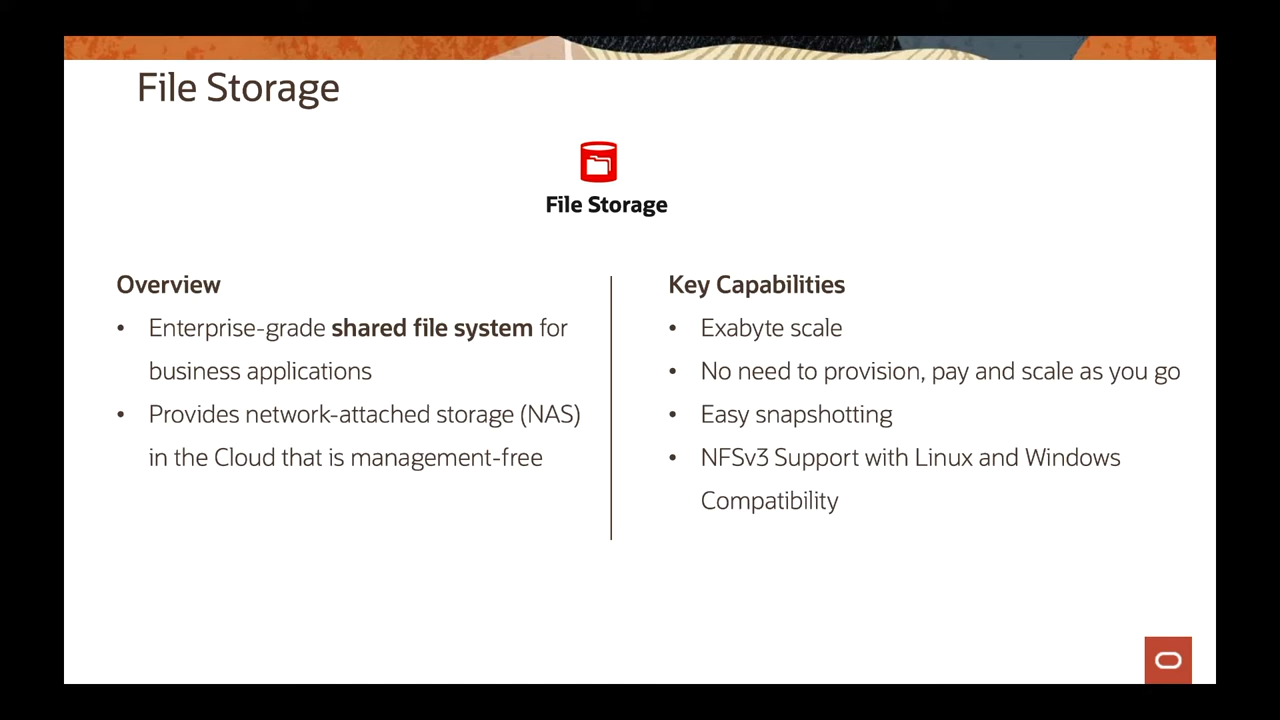 File Storage
File Storage
Overview
• Enterprise-grade shared file system for
business applications
• Provides network-attached storage (NAS)
in the Cloud that is management-free
Key Capabilities
• Exabyte scale
• No need to provision, pay and scale as you go
• Easy snapshotting
• NFSv3 Support with Linux and Windows
Compatibility